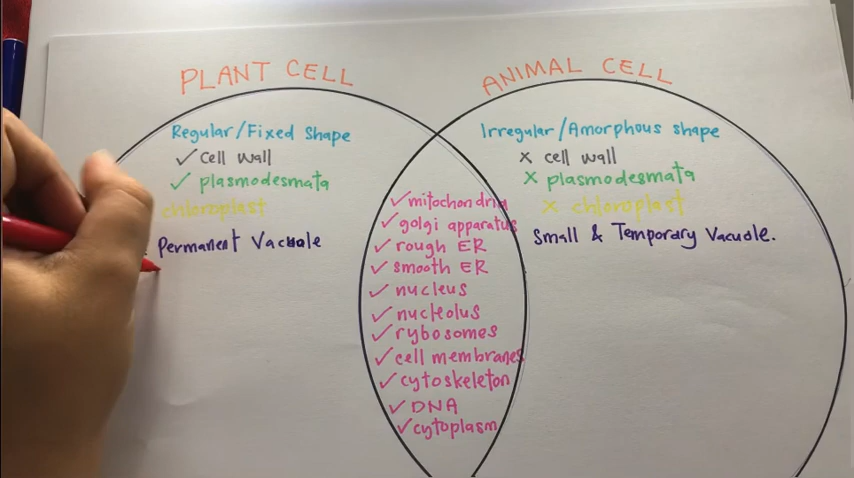 PLANT CELL
Regular/Fixed Shape
✓ Cell Wall
✓ plasmodesmata
chloroplast
Permanent Vacuole
ANIMAL CELL
Irregular/Amorphous shape
x cell wall
x plasmodesmata
x chloroplast
Small & Temporary Vacuole.
✓ mitochondria
✓ golgi apparatus
✓ rough ER
✓ smooth ER
✓ nucleus
✓ nucleolus
✓ rybosomes
✓ cell membranes
✓ cytoskeleton
✓ DNA
✓ cytoplasm